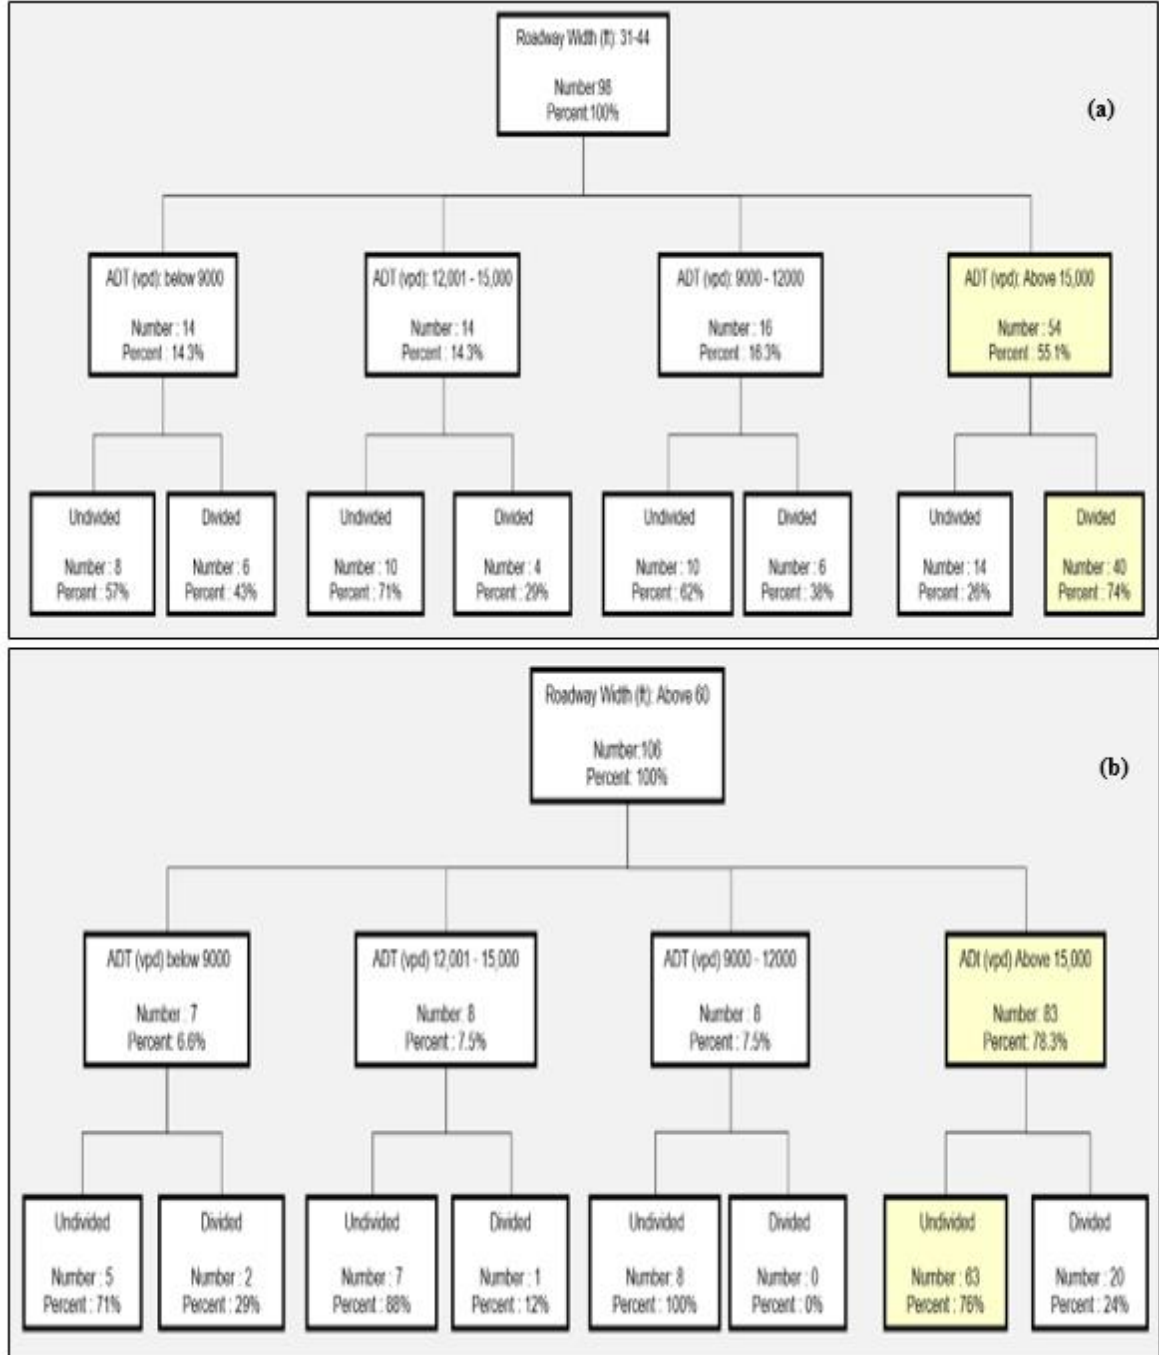 Roadway Width (ft): 31-44
Number:98
Percent:100%
(a)
ADT (vpd): below 9000
Number : 14
Percent : 14.3%
ADT (vpd): 12,001 - 15,000
Number : 14
Percent : 14.3%
ADT (vpd): 9000 - 12000
Number : 16
Percent : 16.3%
ADT (vpd): Above 15,000
Number : 54
Percent : 55.1%
Undivided
Number : 8
Percent : 57%
Divided
Number : 6
Percent : 43%
Undivided
Number : 10
Percent : 71%
Divided
Number : 4
Percent : 29%
Undivided
Number : 10
Percent : 62%
Divided
Number : 6
Percent : 38%
Undivided
Number : 14
Percent : 26%
Divided
Number : 40
Percent : 74%
Roadway Width (ft): Above 60
Number:106
Percent: 100%
(b)
ADT (vpd) below 9000
Number : 7
Percent: 6.6%
ADT (vpd) 12,001 - 15,000
Number: 8
Percent : 7.5%
ADT (vpd) 9000 - 12000
Number : 8
Percent : 7.5%
ADt (vpd) Above 15,000
Number: 83
Percent: 78.3%
Undivided
Number : 5
Percent : 71%
Divided
Number : 2
Percent : 29%
Undivided
Number : 7
Percent : 88%
Divided
Number : 1
Percent : 12%
Undivided
Number : 8
Percent : 100%
Divided
Number : 0
Percent : 0%
Undivided
Number : 63
Percent : 76%
Divided
Number : 20
Percent : 24%